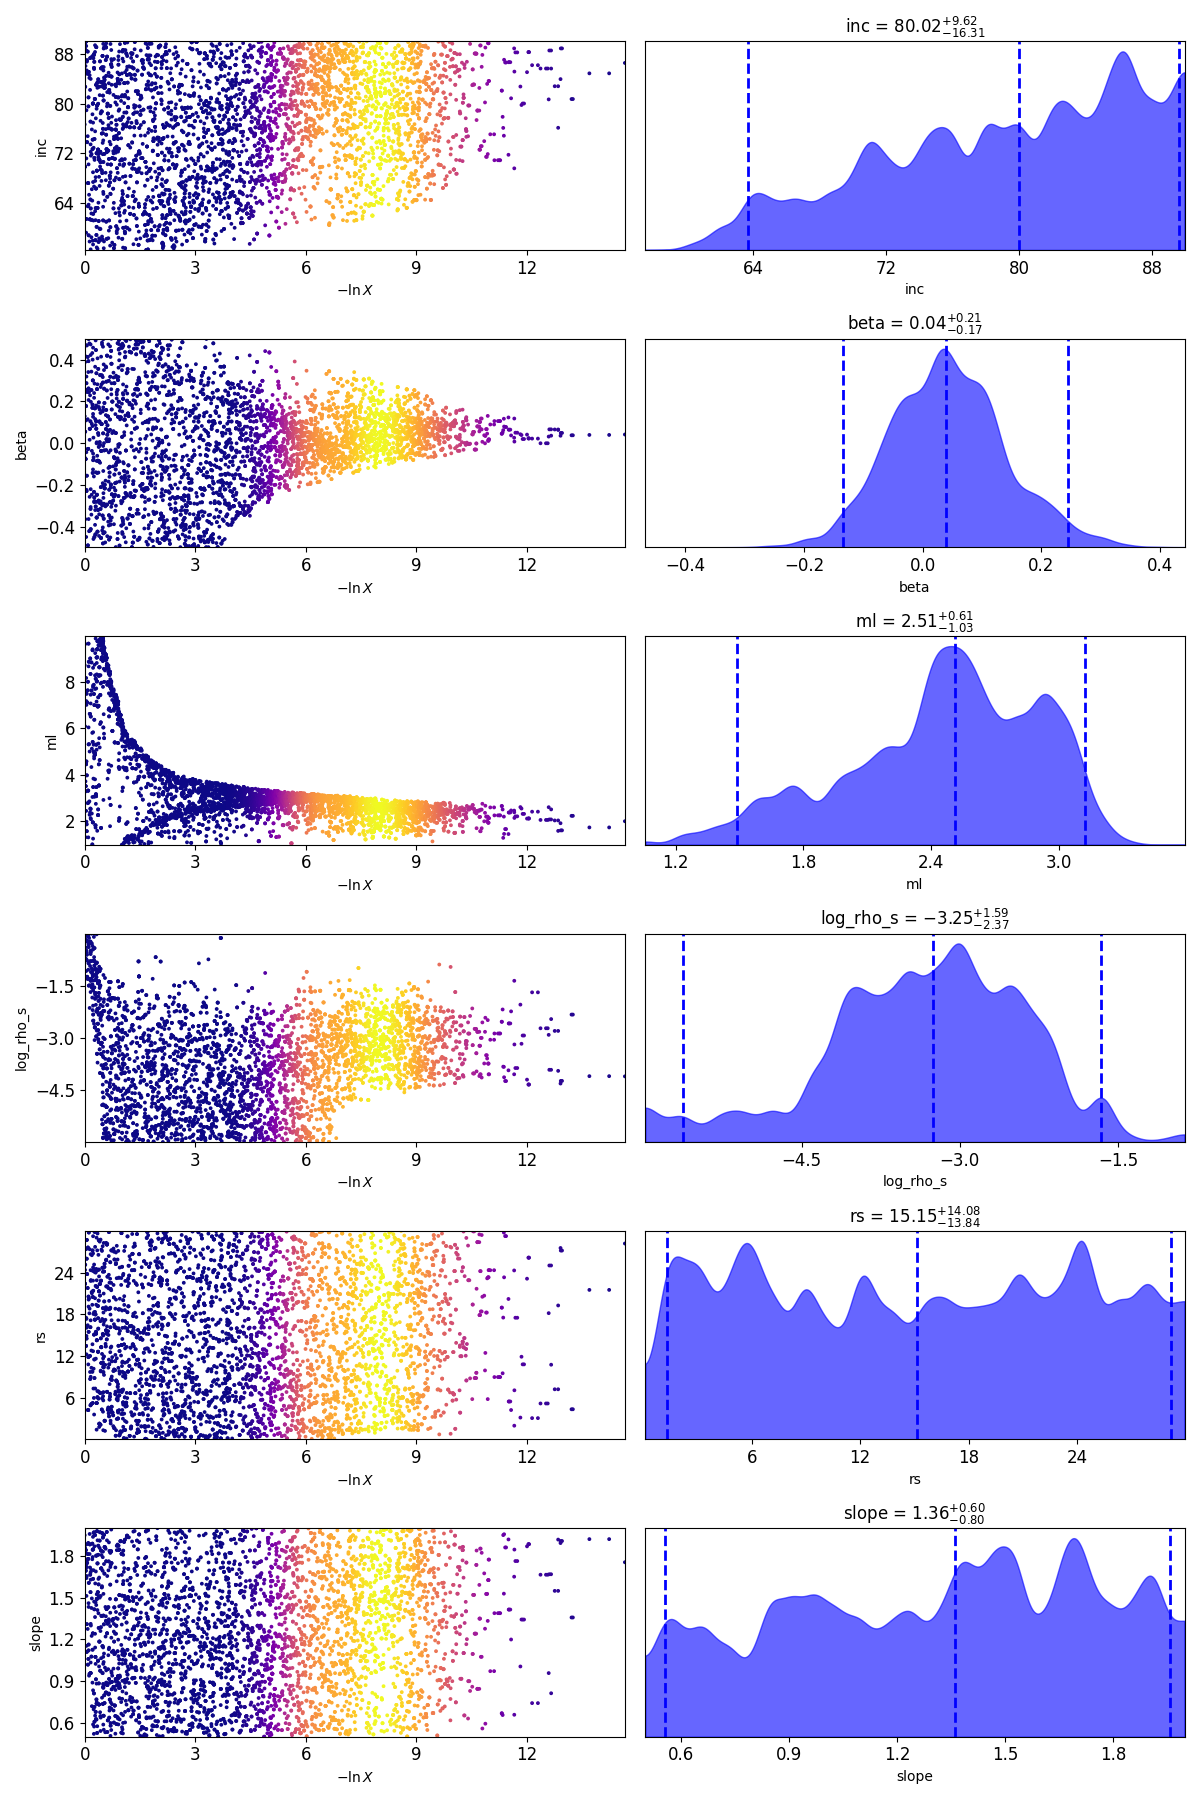 inc = 80.02^{+9.62}_{-16.31}
88
80
72
64
inc
0 3 6 9 12
−ln X
64 72 80 88
inc
beta = 0.04^{+0.21}_{-0.17}
0.4
0.2
0.0
−0.2
−0.4
beta
0 3 6 9 12
−ln X
−0.4 −0.2 0.0 0.2 0.4
beta
ml = 2.51^{+0.61}_{-1.03}
8
6
4
2
ml
0 3 6 9 12
−ln X
1.2 1.8 2.4 3.0
ml
log_rho_s = −3.25^{+1.59}_{-2.37}
−1.5
−3.0
−4.5
log_rho_s
0 3 6 9 12
−ln X
−4.5 −3.0 −1.5
log_rho_s
rs = 15.15^{+14.08}_{-13.84}
24
18
12
6
rs
0 3 6 9 12
−ln X
6 12 18 24
rs
slope = 1.36^{+0.60}_{-0.80}
1.8
1.5
1.2
0.9
0.6
slope
0 3 6 9 12
−ln X
0.6 0.9 1.2 1.5 1.8
slope